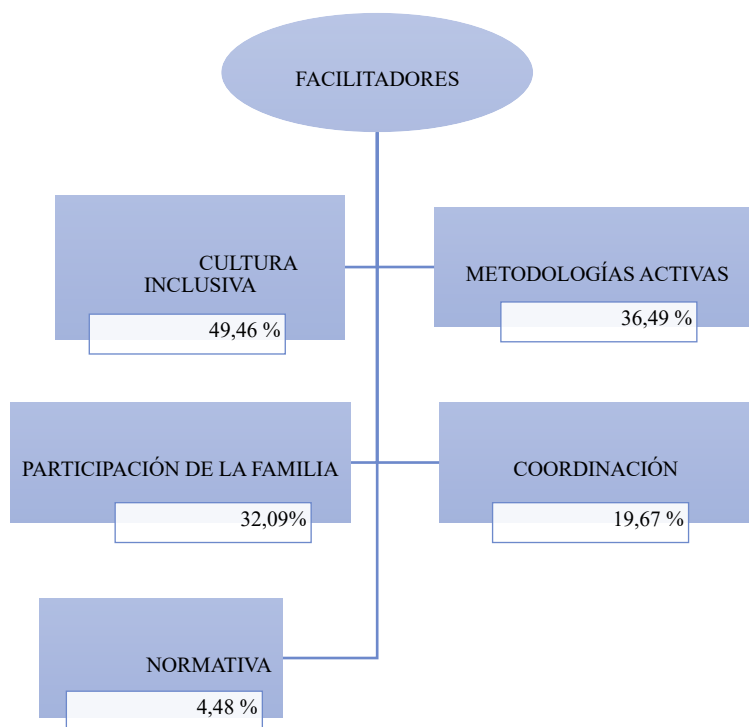 FACILITADORES
CULTURA
INCLUSIVA
49,46 %
METODOLOGÍAS ACTIVAS
36,49 %
PARTICIPACIÓN DE LA FAMILIA
32,09%
COORDINACIÓN
19,67 %
NORMATIVA
4,48 %